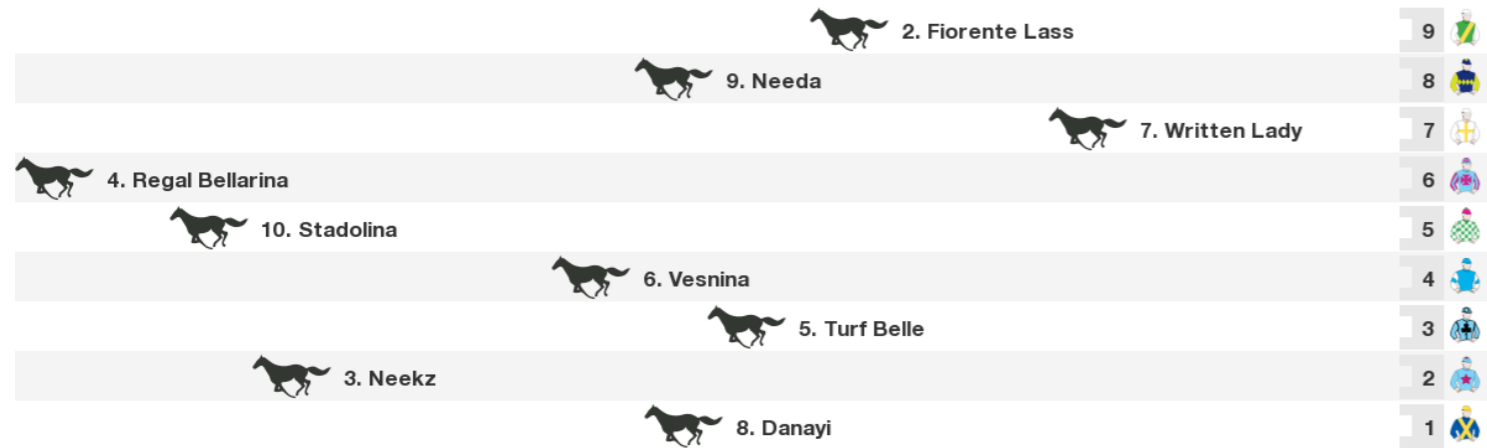 2. Fiorente Lass 9
9. Needa 8
7. Written Lady 7
4. Regal Bellarina 6
10. Stadolina 5
6. Vesnina 4
5. Turf Belle 3
3. Neekz 2
8. Danayi 1